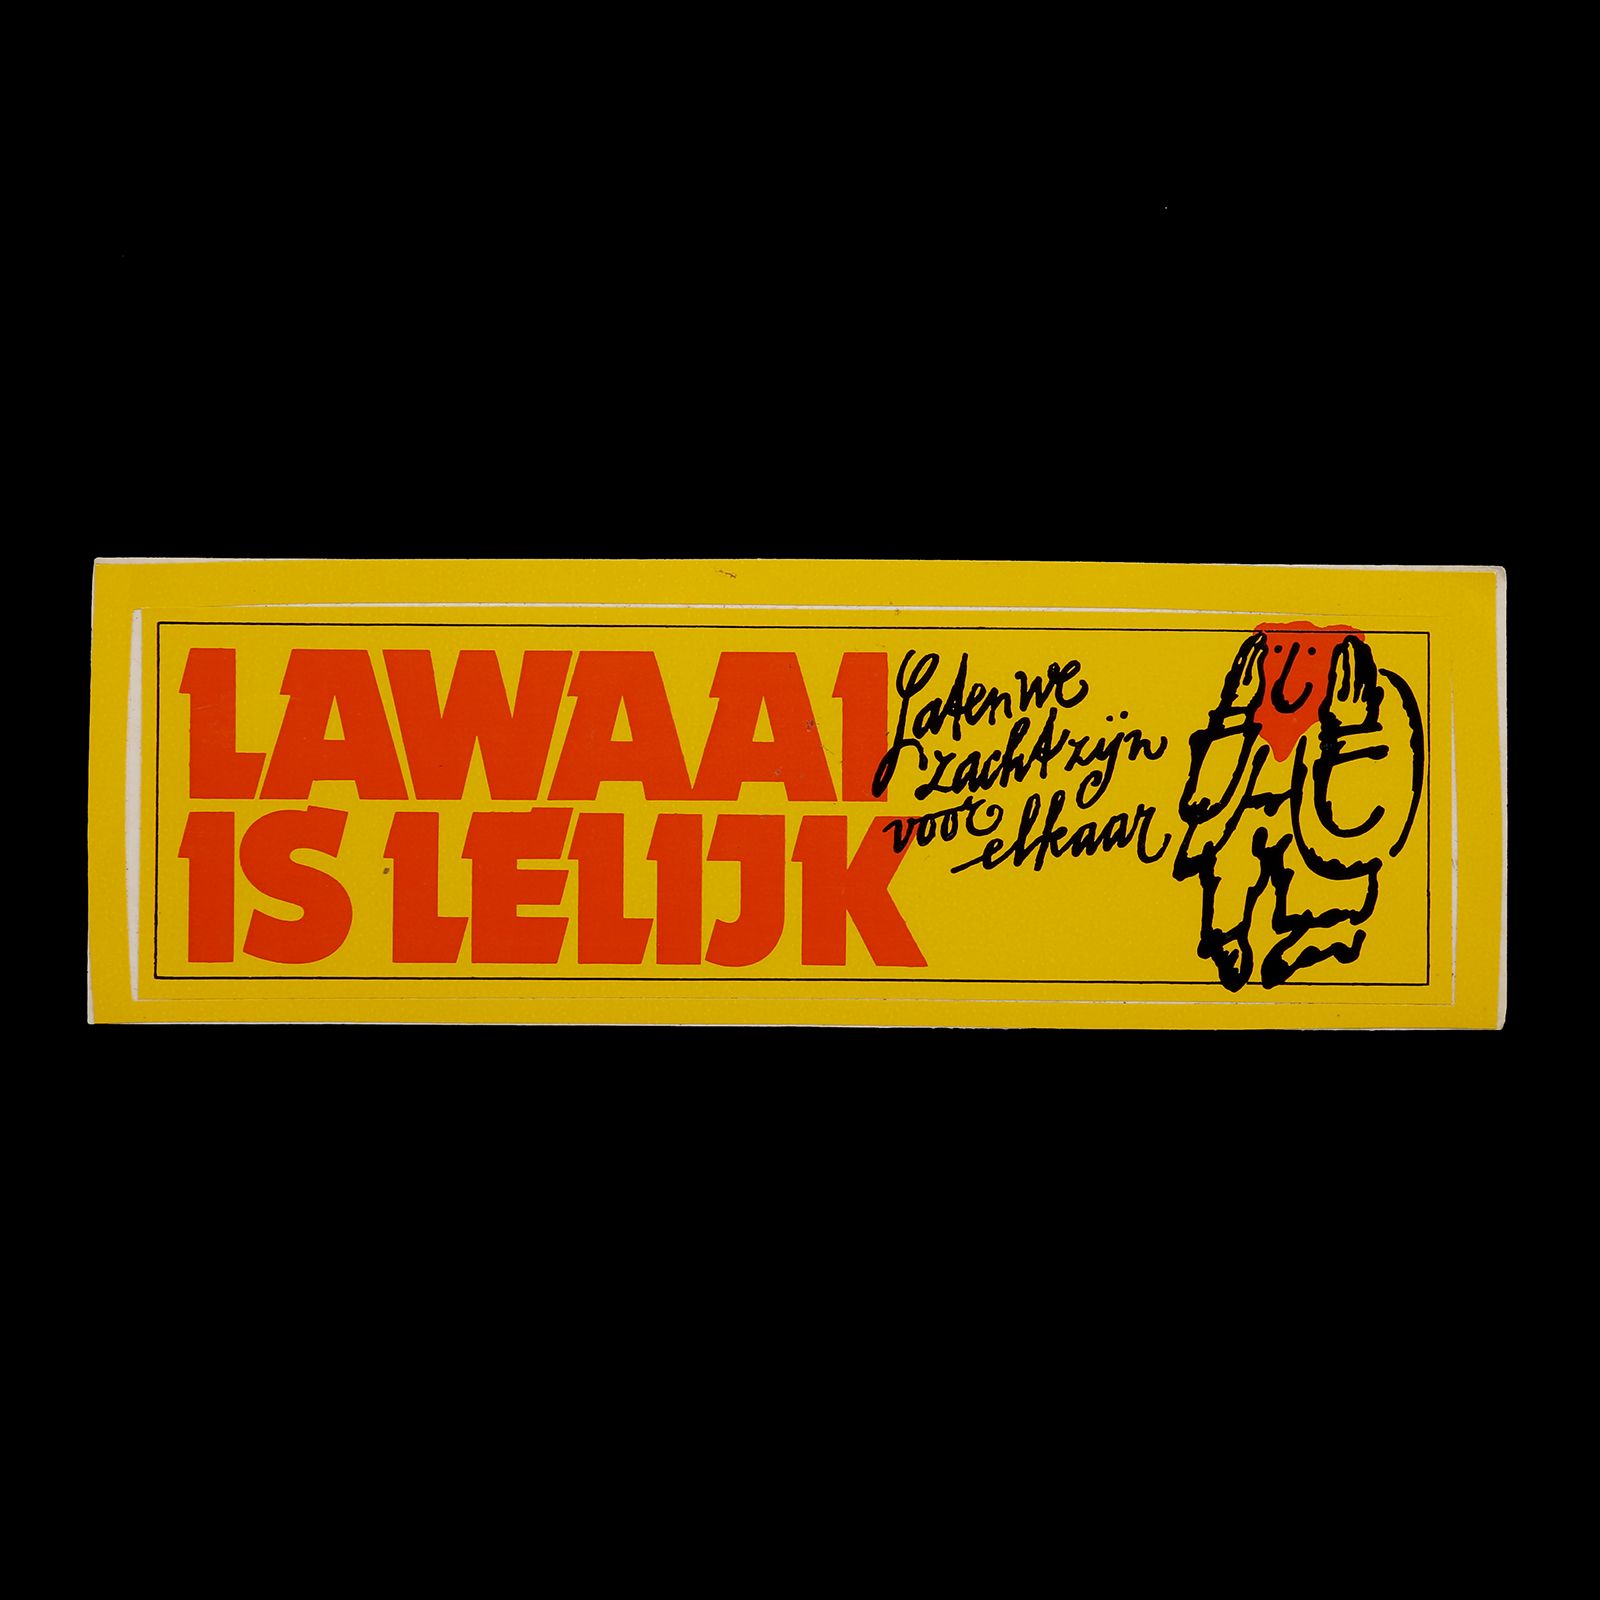 LAWAAI
IS LELIJK
Laten we
zacht zijn
voor
elkaar